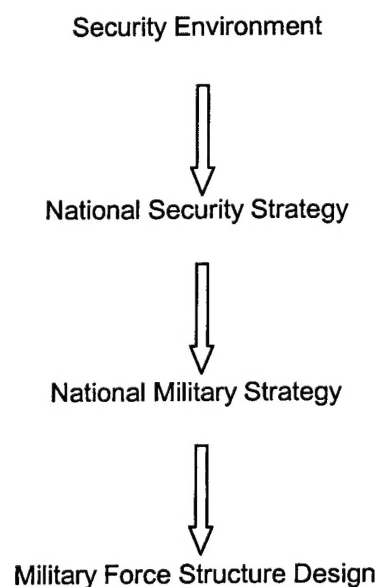 Security Environment
National Security Strategy
National Military Strategy
Military Force Structure Design